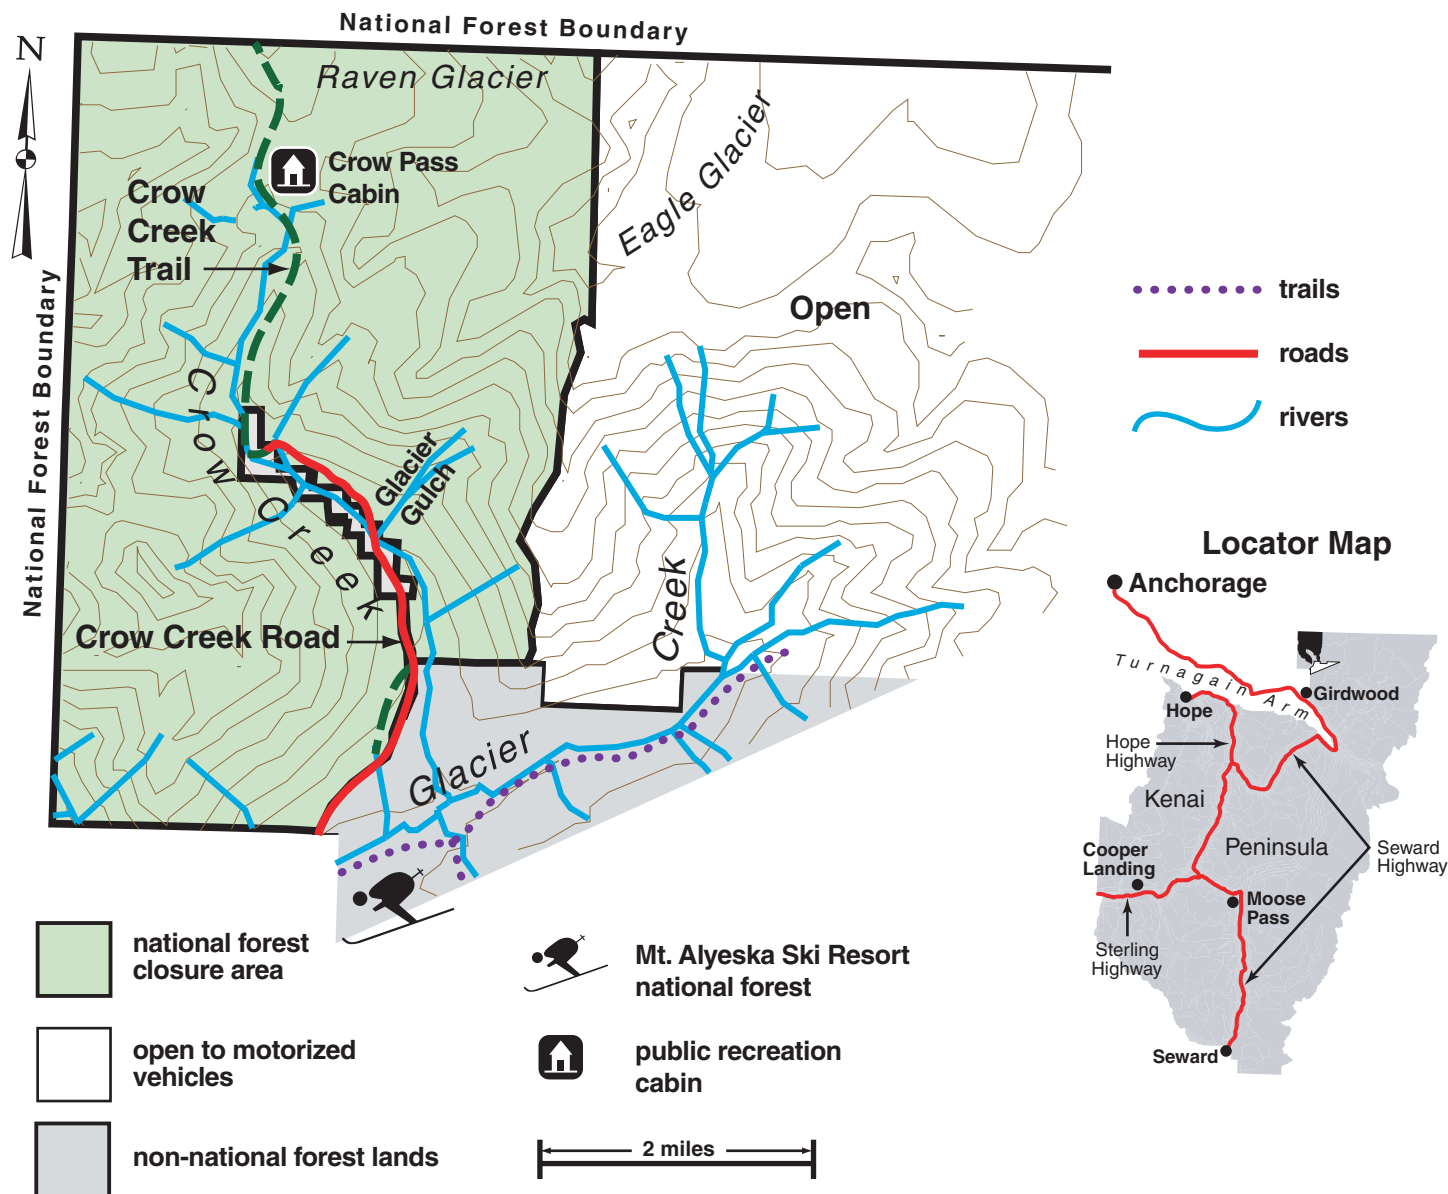 National Forest Boundary
N
Raven Glacier
Crow Pass
Cabin
Crow
Creek
Trail
Eagle Glacier
Open
National Forest Boundary
Crow Creek
Glacier
Gulch
Crow Creek Road
Glacier Creek
trails
roads
rivers
Locator Map
Anchorage
Turnagain Arm
Girdwood
Hope
Hope
Highway
Kenai
Peninsula
Seward
Highway
Cooper
Landing
Moose
Pass
Sterling
Highway
Seward
national forest
closure area
open to motorized
vehicles
non-national forest lands
Mt. Alyeska Ski Resort
national forest
public recreation
cabin
2 miles